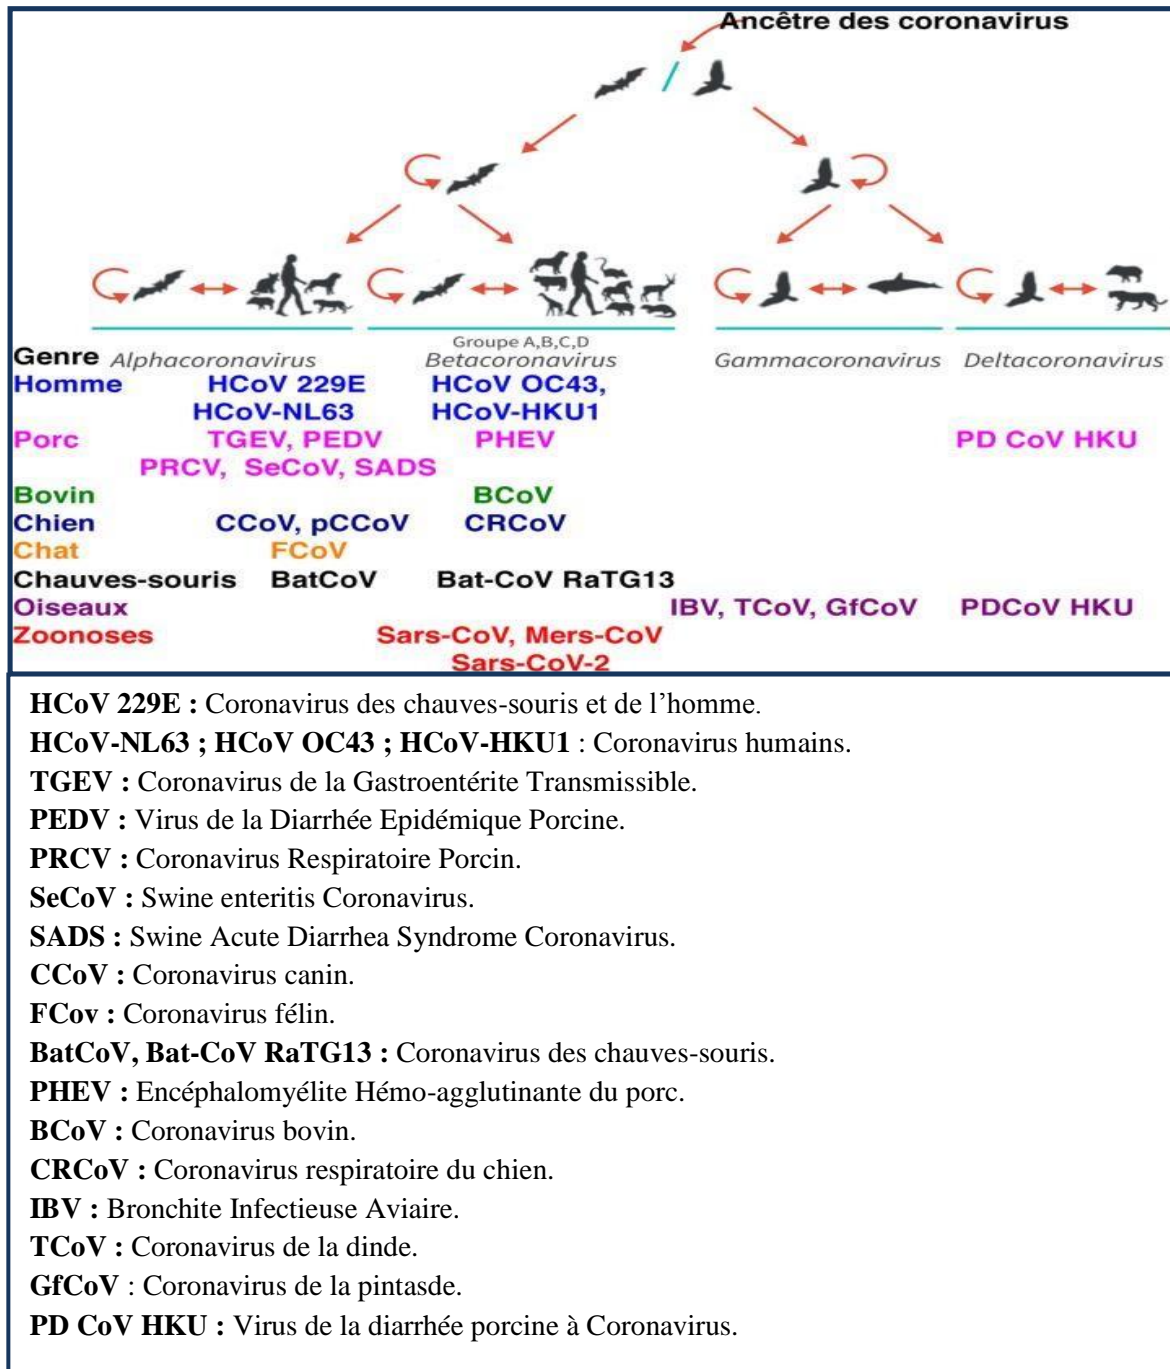 Ancêtre des coronavirus
Groupe A,B,C,D
Genre Alphacoronavirus Betacoronavirus Gammacoronavirus Deltacoronavirus
Homme HCoV 229E HCoV OC43,
HCoV-NL63 HCoV-HKU1
Porc TGEV, PEDV PHEV PD CoV HKU
PRCV, SeCoV, SADS
Bovin BCoV
Chien CCoV, pCCoV CRCoV
Chat FCoV
Chauves-souris BatCoV Bat-CoV RaTG13
Oiseaux IBV, TCoV, GfCoV PDCoV HKU
Zoonoses Sars-CoV, Mers-CoV
Sars-CoV-2
HCoV 229E : Coronavirus des chauves-souris et de l’homme.
HCoV-NL63 ; HCoV OC43 ; HCoV-HKU1 : Coronavirus humains.
TGEV : Coronavirus de la Gastroentérite Transmissible.
PEDV : Virus de la Diarrhée Epidémique Porcine.
PRCV : Coronavirus Respiratoire Porcin.
SeCoV : Swine enteritis Coronavirus.
SADS : Swine Acute Diarrhea Syndrome Coronavirus.
CCoV : Coronavirus canin.
FCov : Coronavirus félin.
BatCoV, Bat-CoV RaTG13 : Coronavirus des chauves-souris.
PHEV : Encéphalomyélite Hémo-agglutinante du porc.
BCoV : Coronavirus bovin.
CRCoV : Coronavirus respiratoire du chien.
IBV : Bronchite Infectieuse Aviaire.
TCoV : Coronavirus de la dinde.
GfCoV : Coronavirus de la pintasde.
PD CoV HKU : Virus de la diarrhée porcine à Coronavirus.